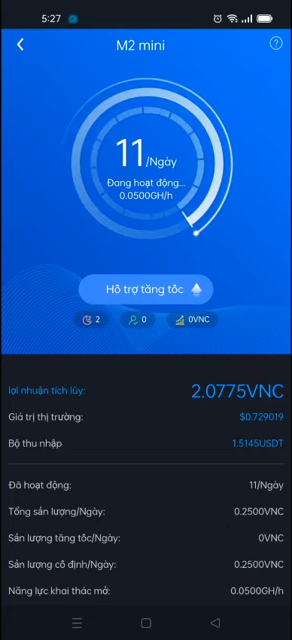 5:27
M2 mini
11/Ngày
Đang hoạt động...
0.0500GH/h
Hỗ trợ tăng tốc
2 0 0VNC
lợi nhuận tích lũy: 2.0775VNC
Giá trị thị trường: $0.729019
Bộ thu nhập 1.5145USDT
Đã hoạt động: 11/Ngày
Tổng sản lượng/Ngày: 0.2500VNC
Sản lượng tăng tốc/Ngày: 0VNC
Sản lượng cố định/Ngày: 0.2500VNC
Năng lực khai thác mỏ: 0.0500GH/h